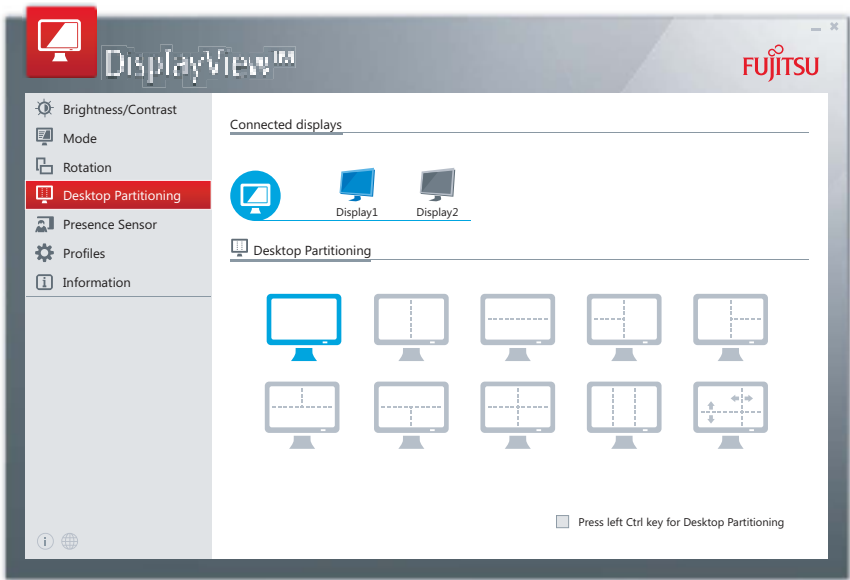 DisplayView™
FUJITSU
Brightness/Contrast
Mode
Rotation
Desktop Partitioning
Presence Sensor
Profiles
Information
Connected displays
Display1 Display2
Desktop Partitioning
Press left Ctrl key for Desktop Partitioning